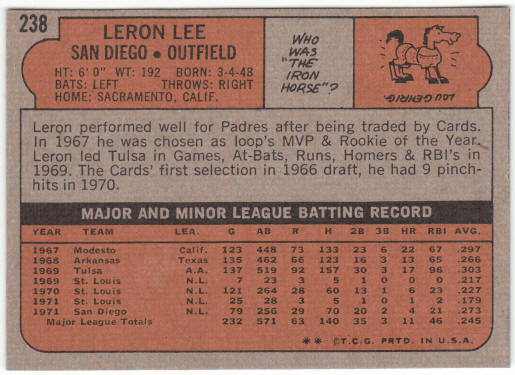 238
LERON LEE
SAN DIEGO • OUTFIELD
HT: 6'0" WT: 192 BORN: 3-4-48
BATS: LEFT THROWS: RIGHT
HOME: SACRAMENTO, CALIF.
WHO
WAS
"THE
IRON
HORSE"?
LOU GEHRIG.
Leron performed well for Padres after being traded by Cards.
In 1967 he was chosen as loop's MVP & Rookie of the Year.
Leron led Tulsa in Games, At-Bats, Runs, Homers & RBI's in
1969. The Cards' first selection in 1966 draft, he had 9 pinch-
hits in 1970.
MAJOR AND MINOR LEAGUE BATTING RECORD
YEAR TEAM LEA. G AB R H 2B 3B HR RBI AVG.
1967 Modesto Calif. 123 448 73 133 23 6 22 67 .297
1968 Arkansas Texas 135 462 66 123 16 3 13 65 .266
1969 Tulsa A.A. 137 519 92 157 30 3 17 96 .303
1969 St. Louis N.L. 7 23 3 5 1 0 0 0 .217
1970 St. Louis N.L. 121 264 28 60 13 1 6 23 .227
1971 St. Louis N.L. 25 28 3 5 1 0 1 2 .179
1971 San Diego N.L. 79 256 29 70 20 2 4 21 .273
Major League Totals 232 571 63 140 35 3 11 46 .245
** ©T.C.G. PRTD. IN U.S.A.